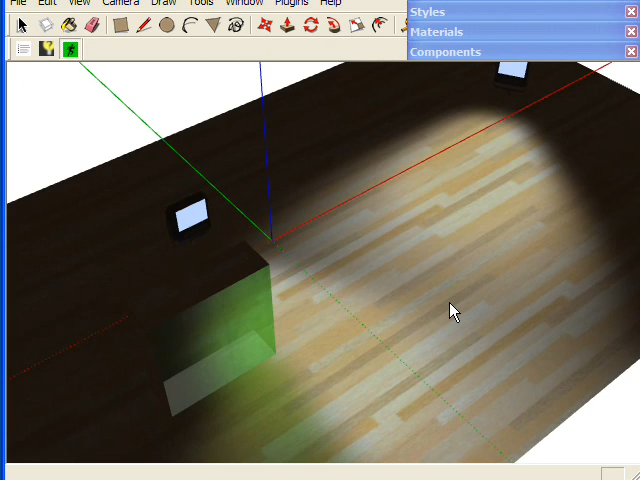 File Edit View Camera Draw Tools Window Plugins Help
Styles
Materials
Components